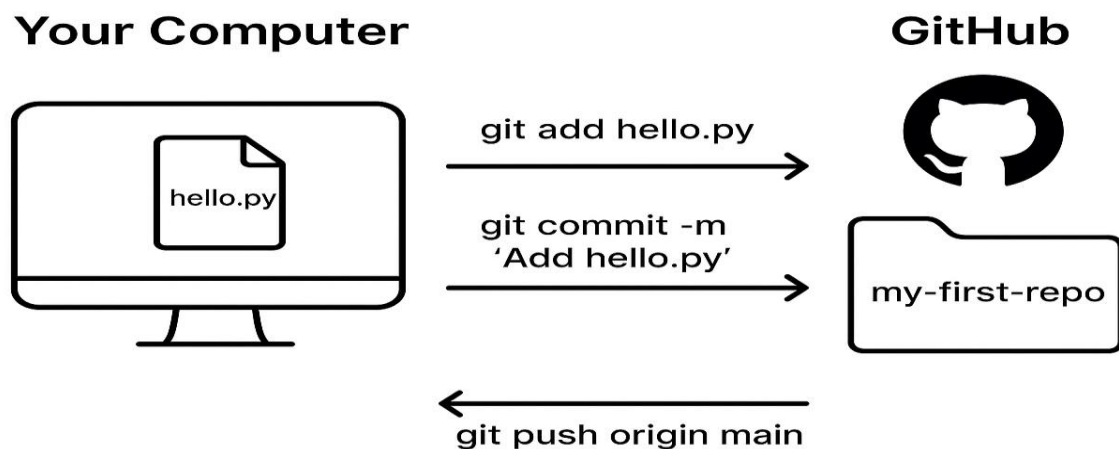 Your Computer
GitHub
hello.py
git add hello.py
git commit -m
‘Add hello.py’
my-first-repo
git push origin main